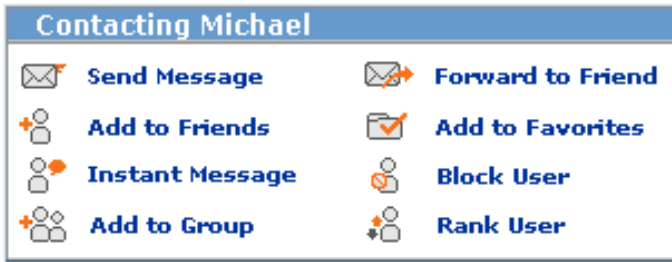 Contacting Michael
Send Message Forward to Friend
Add to Friends Add to Favorites
Instant Message Block User
Add to Group Rank User